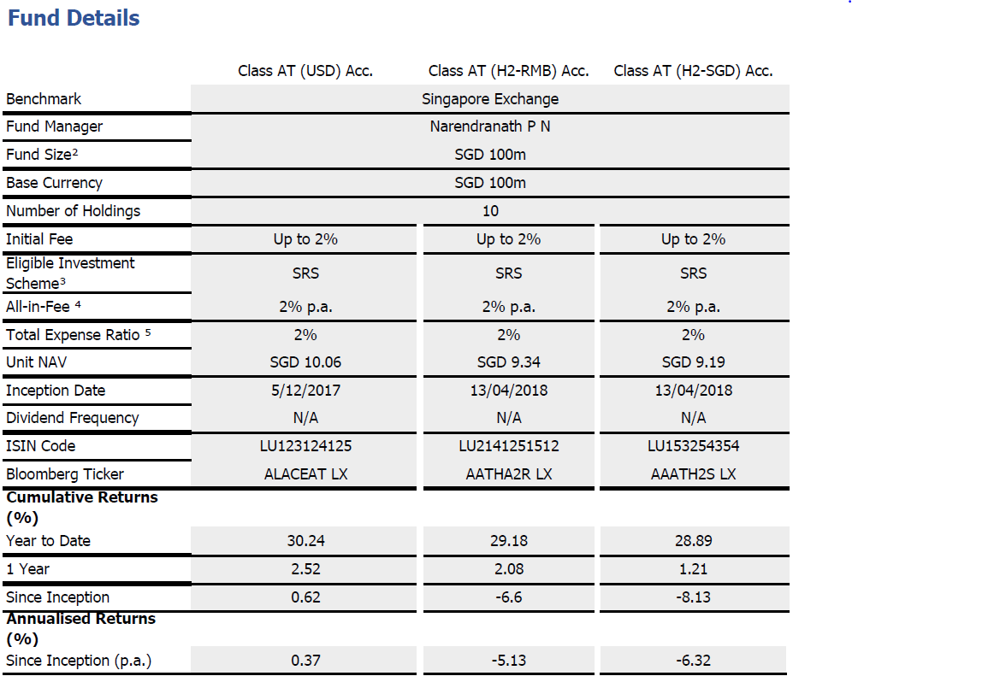 Fund Details
Class AT (USD) Acc. Class AT (H2-RMB) Acc. Class AT (H2-SGD) Acc.
Benchmark Singapore Exchange
Fund Manager Narendranath P N
Fund Size² SGD 100m
Base Currency SGD 100m
Number of Holdings 10
Initial Fee Up to 2% Up to 2% Up to 2%
Eligible Investment
Scheme³ SRS SRS SRS
All-in-Fee ⁴ 2% p.a. 2% p.a. 2% p.a.
Total Expense Ratio ⁵ 2% 2% 2%
Unit NAV SGD 10.06 SGD 9.34 SGD 9.19
Inception Date 5/12/2017 13/04/2018 13/04/2018
Dividend Frequency N/A N/A N/A
ISIN Code LU123124125 LU2141251512 LU153254354
Bloomberg Ticker ALACEAT LX AATHA2R LX AAATH2S LX
Cumulative Returns
(%)
Year to Date 30.24 29.18 28.89
1 Year 2.52 2.08 1.21
Since Inception 0.62 -6.6 -8.13
Annualised Returns
(%)
Since Inception (p.a.) 0.37 -5.13 -6.32